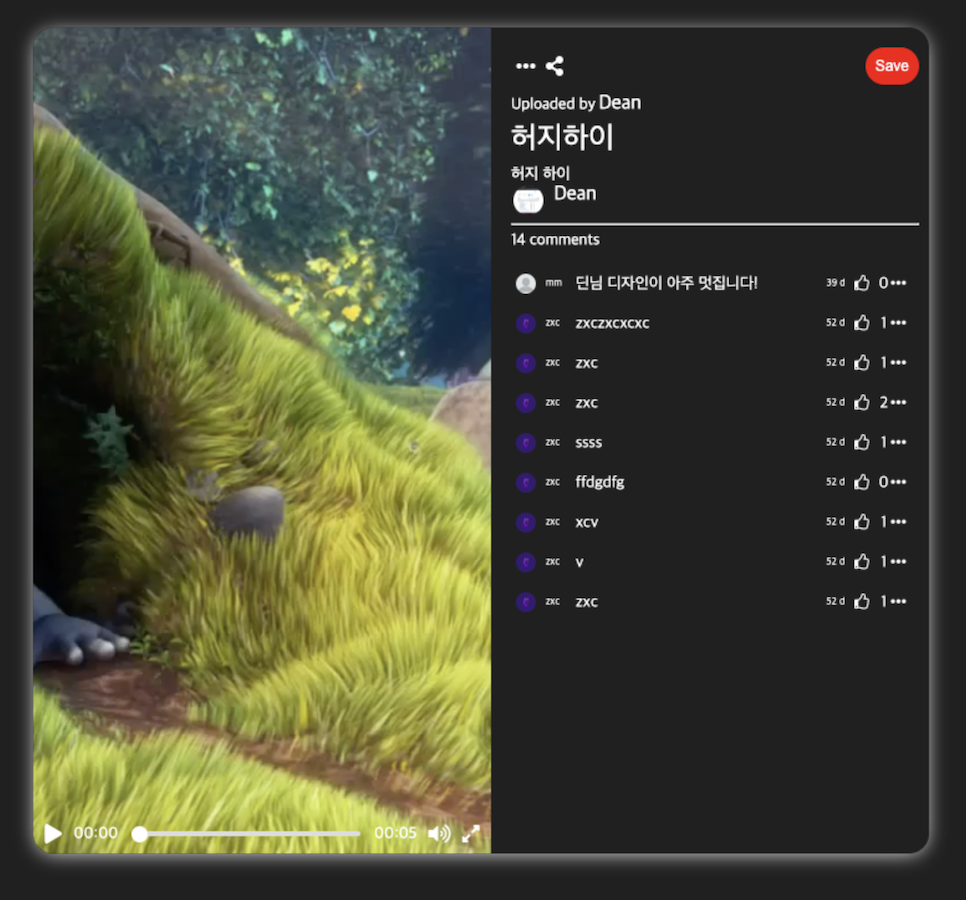 Save
Uploaded by Dean
허지하이
허지 하이
Dean
14 comments
mm 딘님 디자인이 아주 멋집니다! 39 d 0
zxc zxczxcxcxc 52 d 1
zxc zxc 52 d 1
zxc zxc 52 d 2
zxc ssss 52 d 1
zxc ffdgdfg 52 d 0
zxc xcv 52 d 1
zxc v 52 d 1
zxc zxc 52 d 1
00:00 00:05